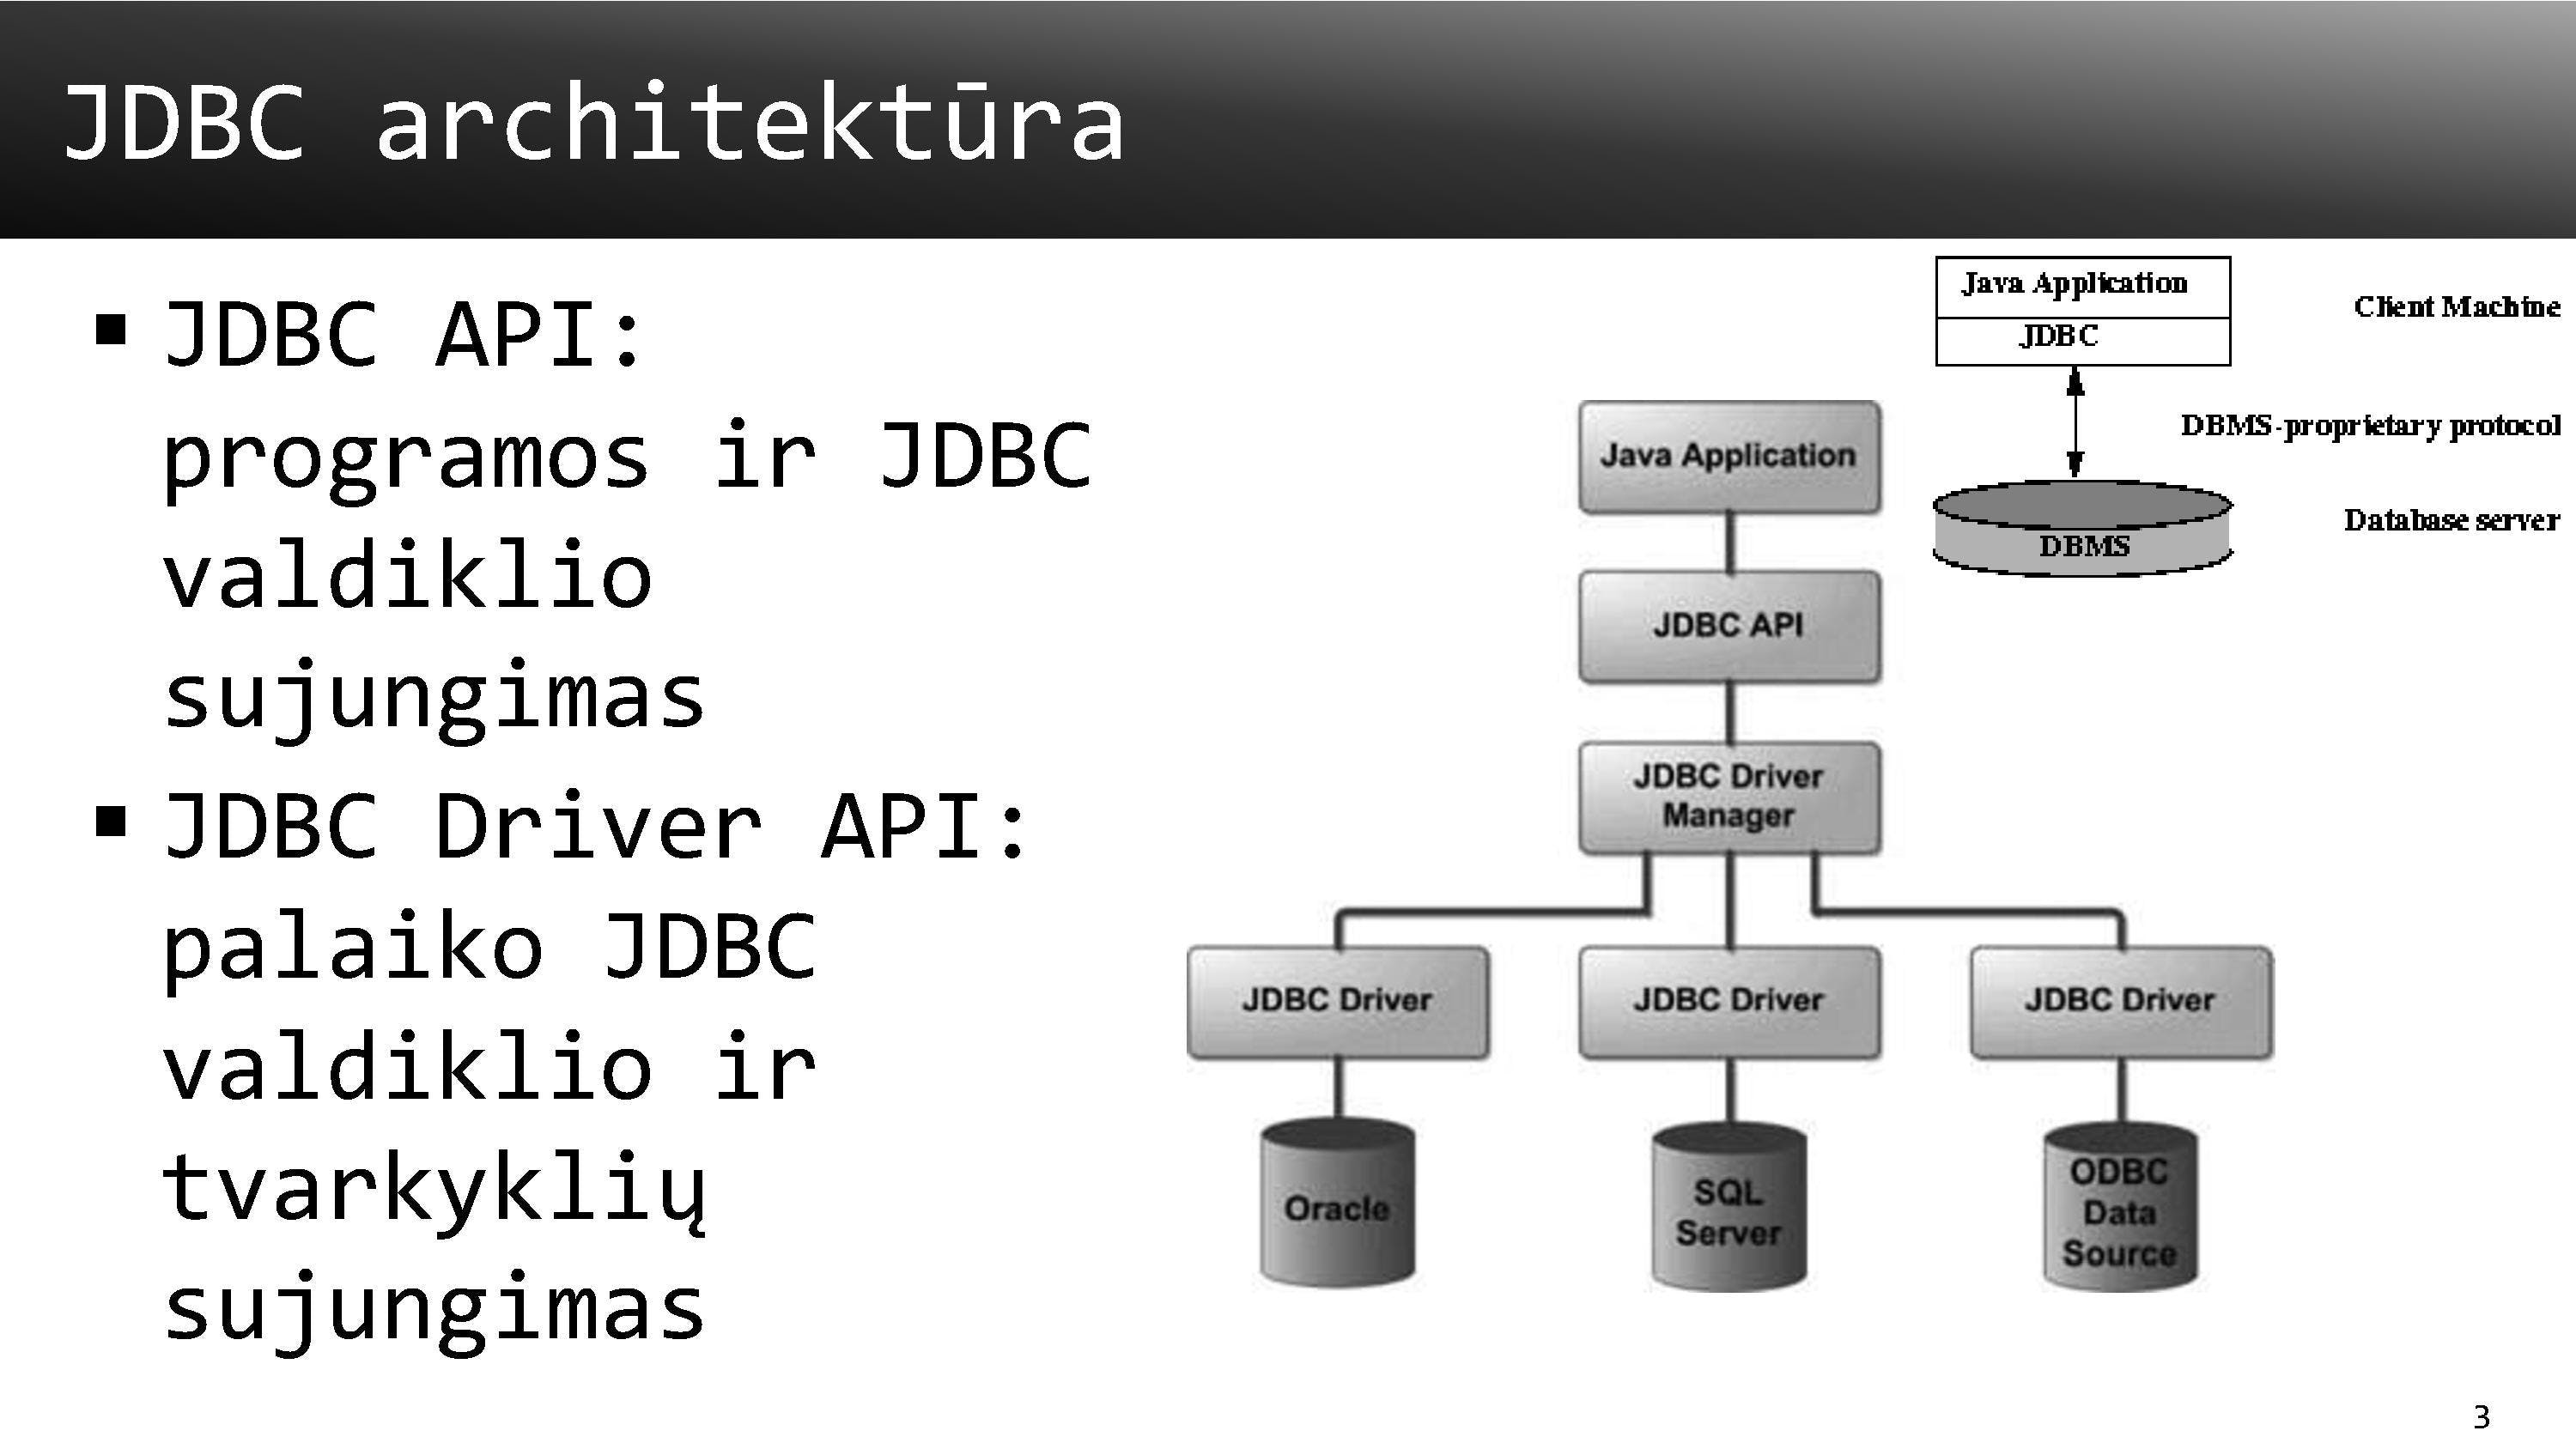 JDBC architektūra
▪ JDBC API:
programos ir JDBC
valdiklio
sujungimas
▪ JDBC Driver API:
palaiko JDBC
valdiklio ir
tvarkyklių
sujungimas
Java Application
JDBC
Client Machine
DBMS-proprietary protocol
Database server
DBMS
Java Application
JDBC API
JDBC Driver
Manager
JDBC Driver
JDBC Driver
JDBC Driver
Oracle
SQL
Server
ODBC
Data
Source
3